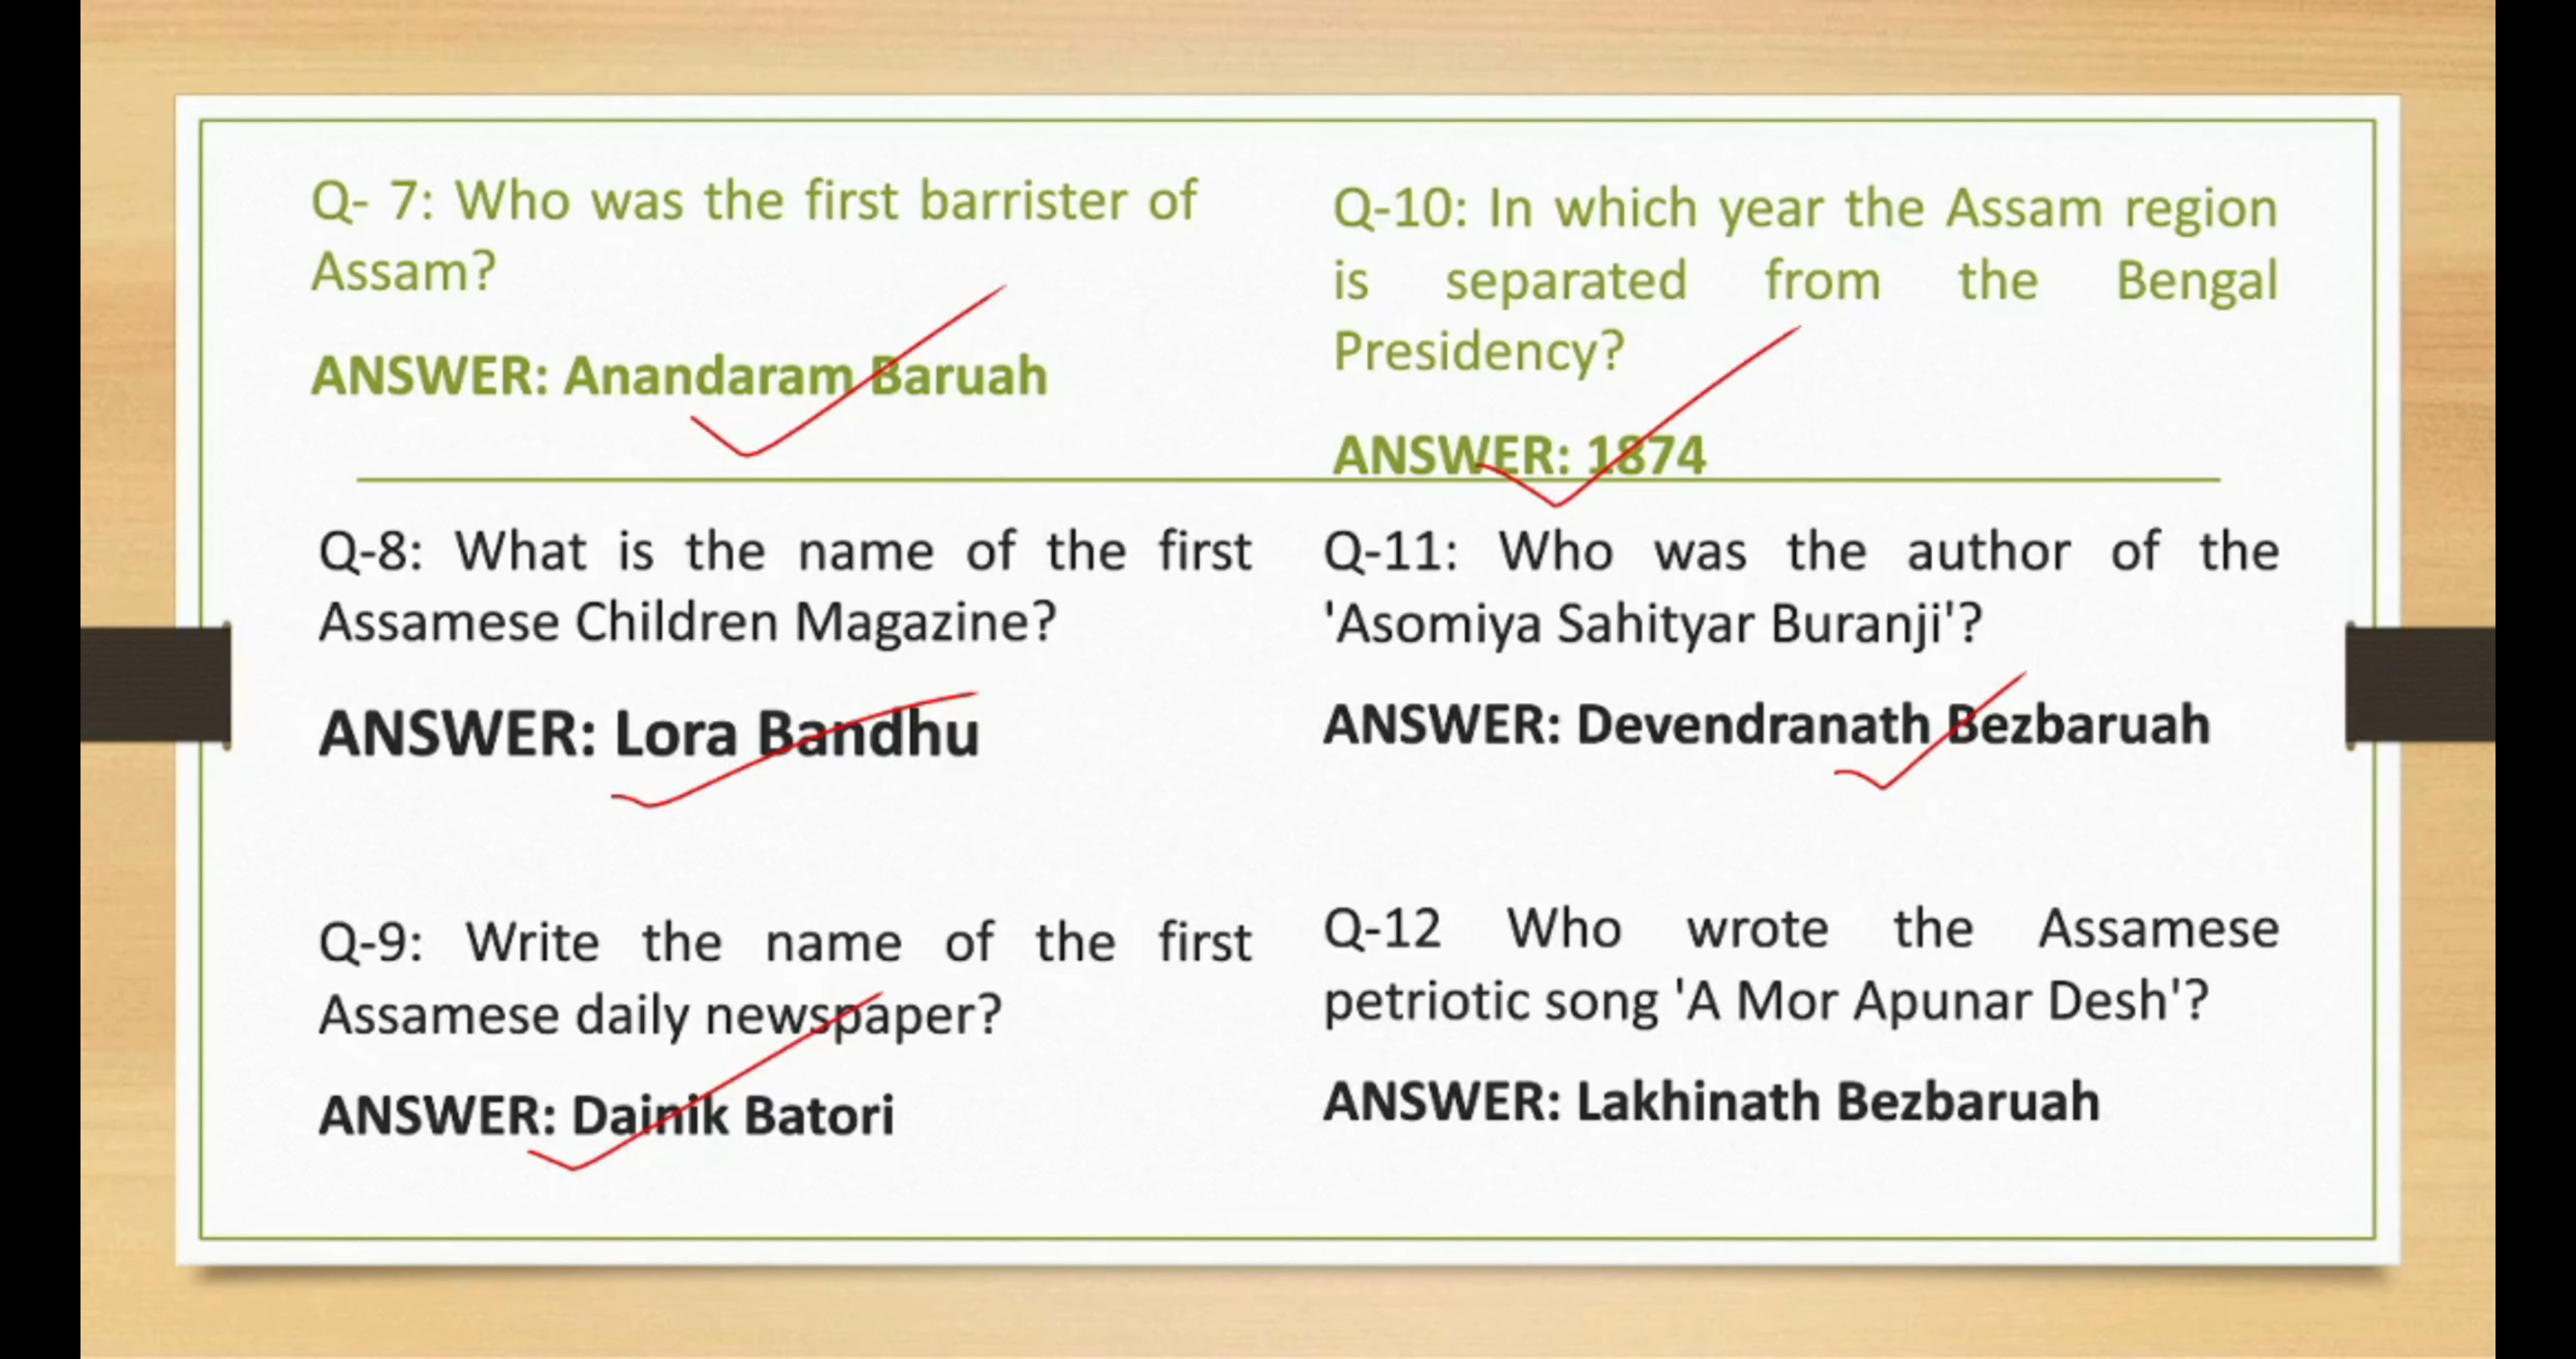 Q- 7: Who was the first barrister of
Assam?
ANSWER: Anandaram Baruah
Q-8: What is the name of the first
Assamese Children Magazine?
ANSWER: Lora Bandhu
Q-9: Write the name of the first
Assamese daily newspaper?
ANSWER: Dainik Batori
Q-10: In which year the Assam region
is separated from the Bengal
Presidency?
ANSWER: 1874
Q-11: Who was the author of the
'Asomiya Sahityar Buranji'?
ANSWER: Devendranath Bezbaruah
Q-12 Who wrote the Assamese
petriotic song 'A Mor Apunar Desh'?
ANSWER: Lakhinath Bezbaruah